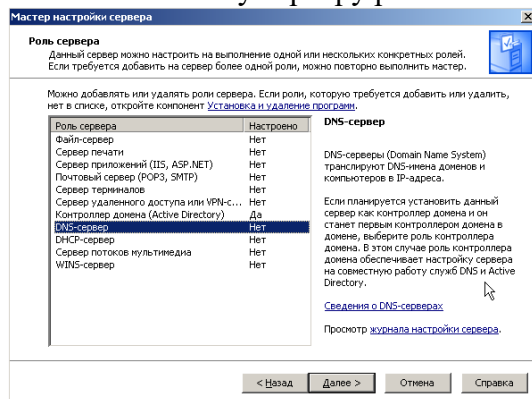 Мастер настройки сервера
Роль сервера
Данный сервер можно настроить на выполнение одной или нескольких конкретных ролей.
Если требуется добавить на сервер более одной роли, можно повторно выполнить мастер.
Можно добавлять или удалять роли сервера. Если роли, которую требуется добавить или удалить,
нет в списке, откройте компонент Установка и удаление программ.
Роль сервера Настроено
Файл-сервер Нет
Сервер печати Нет
Сервер приложений (IIS, ASP.NET) Нет
Почтовый сервер (POP3, SMTP) Нет
Сервер терминалов Нет
Сервер удаленного доступа или VPN-с... Нет
Контроллер домена (Active Directory) Да
DNS-сервер Нет
DHCP-сервер Нет
Сервер потоков мультимедиа Нет
WINS-сервер Нет
DNS-сервер
DNS-серверы (Domain Name System)
транслируют DNS-имена доменов и
компьютеров в IP-адреса.
Если планируется установить данный
сервер как контроллер домена и он
станет первым контроллером домена в
домене, выберите роль контроллера
домена. В этом случае роль контроллера
домена обеспечивает настройку сервера
на совместную работу служб DNS и Active
Directory.
Сведения о DNS-серверах
Просмотр журнала настройки сервера.
< Назад
Далее >
Отмена
Справка